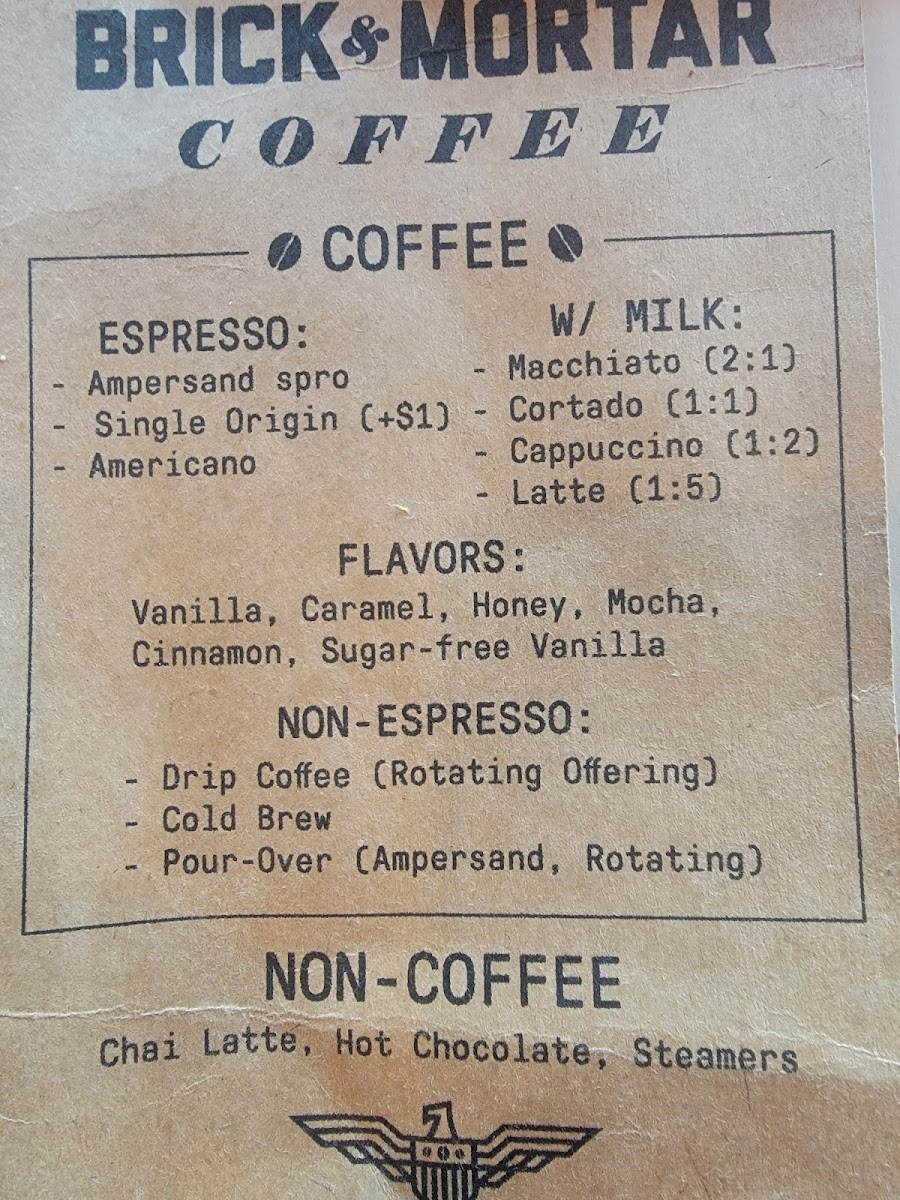 BRICK & MORTAR
COFFEE
COFFEE
ESPRESSO:
- Ampersand spro
- Single Origin (+$1)
- Americano
W/ MILK:
- Macchiato (2:1)
- Cortado (1:1)
- Cappuccino (1:2)
- Latte (1:5)
FLAVORS:
Vanilla, Caramel, Honey, Mocha,
Cinnamon, Sugar-free Vanilla
NON-ESPRESSO:
- Drip Coffee (Rotating Offering)
- Cold Brew
- Pour-Over (Ampersand, Rotating)
NON-COFFEE
Chai Latte, Hot Chocolate, Steamers